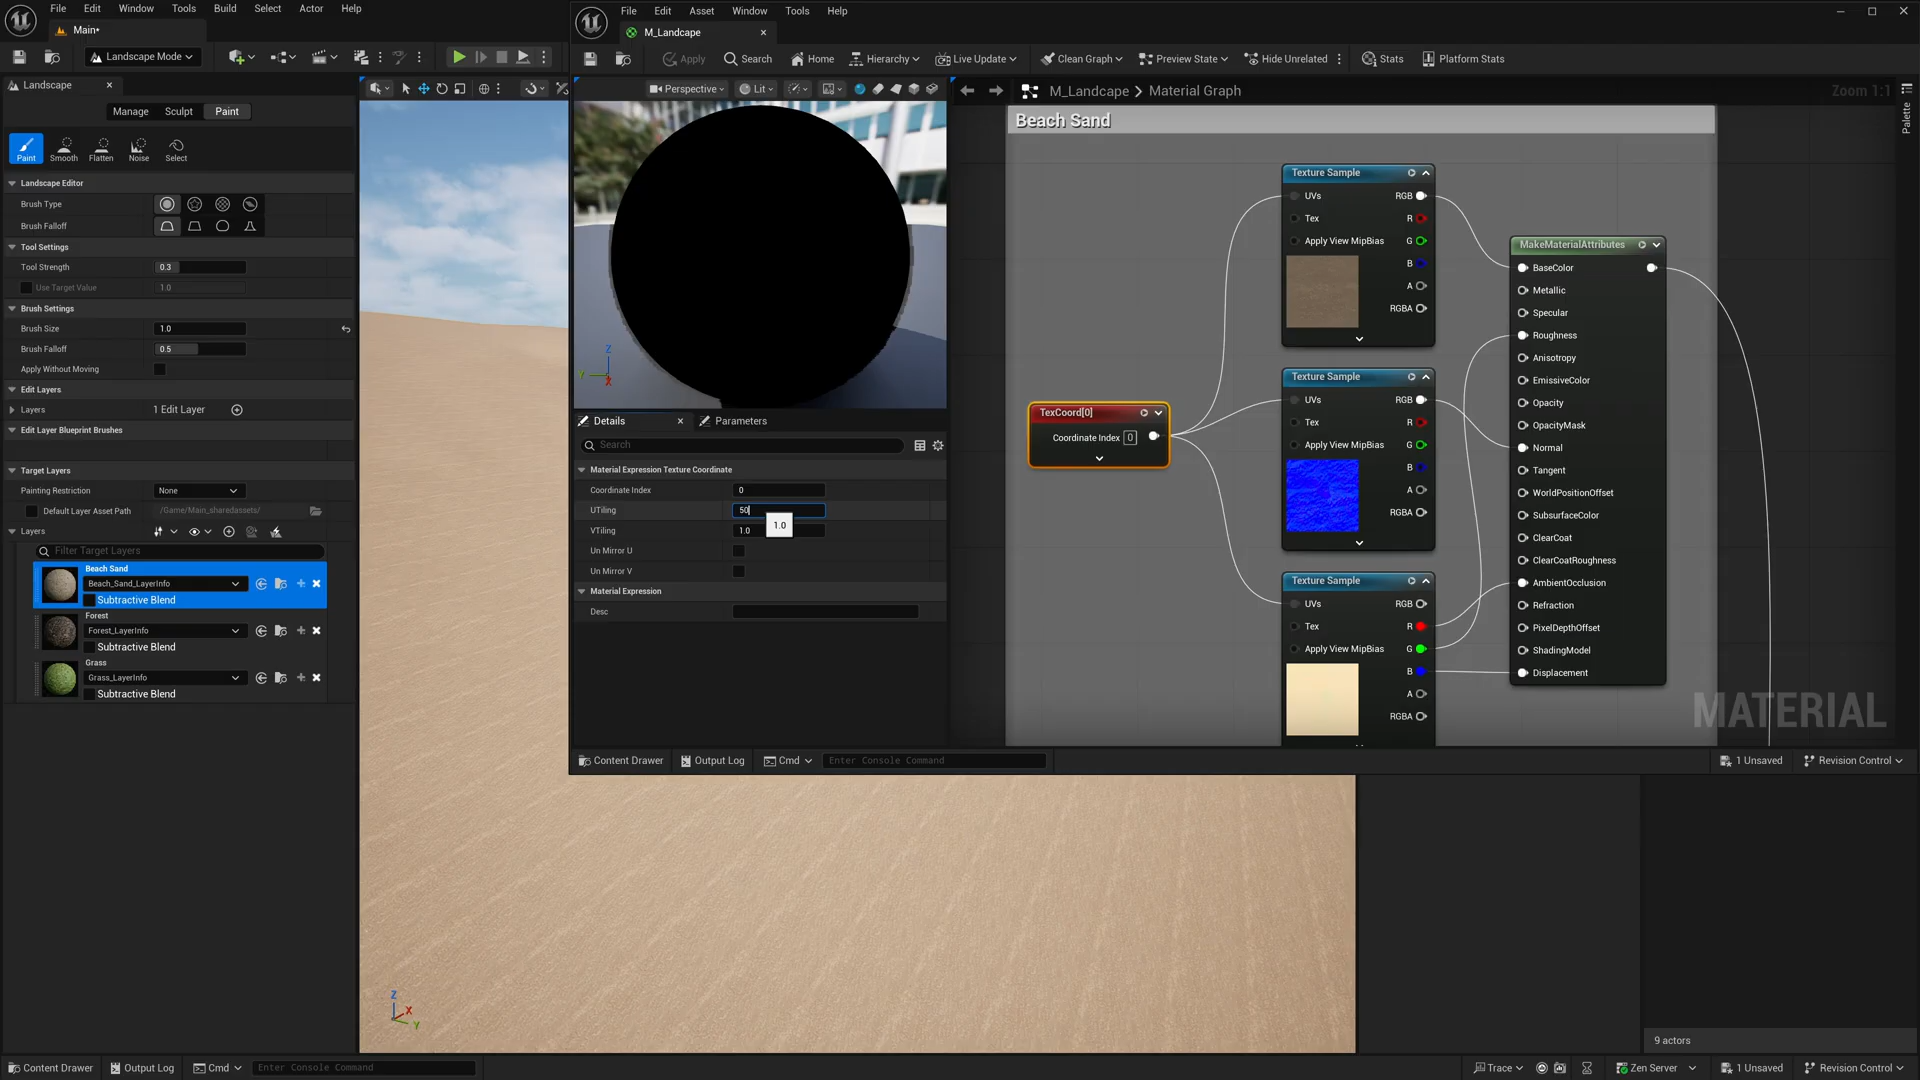 File Edit Window Tools Build Select Actor Help
Main*
Landscape Mode
Landscape
Manage Sculpt Paint
Paint Smooth Flatten Noise Select
Landscape Editor
Brush Type
Brush Falloff
Tool Settings
Tool Strength 0.3
Use Target Value 1.0
Brush Settings
Brush Size 1.0
Brush Falloff 0.5
Apply Without Moving
Edit Layers
Layers 1 Edit Layer
Edit Layer Blueprint Brushes
Target Layers
Painting Restriction None
Default Layer Asset Path /Game/Main_sharedassets/
Layers
Filter Target Layers
Beach Sand
Beach_Sand_LayerInfo
Subtractive Blend
Forest
Forest_LayerInfo
Subtractive Blend
Grass
Grass_LayerInfo
Subtractive Blend
File Edit Asset Window Tools Help
M_Landscape
Apply Search Home Hierarchy Live Update Clean Graph Preview State Hide Unrelated Stats Platform Stats
Perspective Lit
Z
Y X
Details Parameters
Search
Material Expression Texture Coordinate
Coordinate Index 0
UTiling 50
VTiling 1.0
1.0
Un Mirror U
Un Mirror V
Material Expression
Desc
M_Landscape > Material Graph
Zoom 1:1
Palette
Beach Sand
TexCoord[0]
Coordinate Index 0
Texture Sample
UVs RGB
Tex R
Apply View MipBias G
B
A
RGBA
Texture Sample
UVs RGB
Tex R
Apply View MipBias G
B
A
RGBA
Texture Sample
UVs RGB
Tex R
Apply View MipBias G
B
A
RGBA
MakeMaterialAttributes
BaseColor
Metallic
Specular
Roughness
Anisotropy
EmissiveColor
Opacity
OpacityMask
Normal
Tangent
WorldPositionOffset
SubsurfaceColor
ClearCoat
ClearCoatRoughness
AmbientOcclusion
Refraction
PixelDepthOffset
ShadingModel
Displacement
MATERIAL
Content Drawer Output Log Cmd Enter Console Command 1 Unsaved Revision Control
Z
X
Y
9 actors
Content Drawer Output Log Cmd Enter Console Command Trace Zen Server 1 Unsaved Revision Control